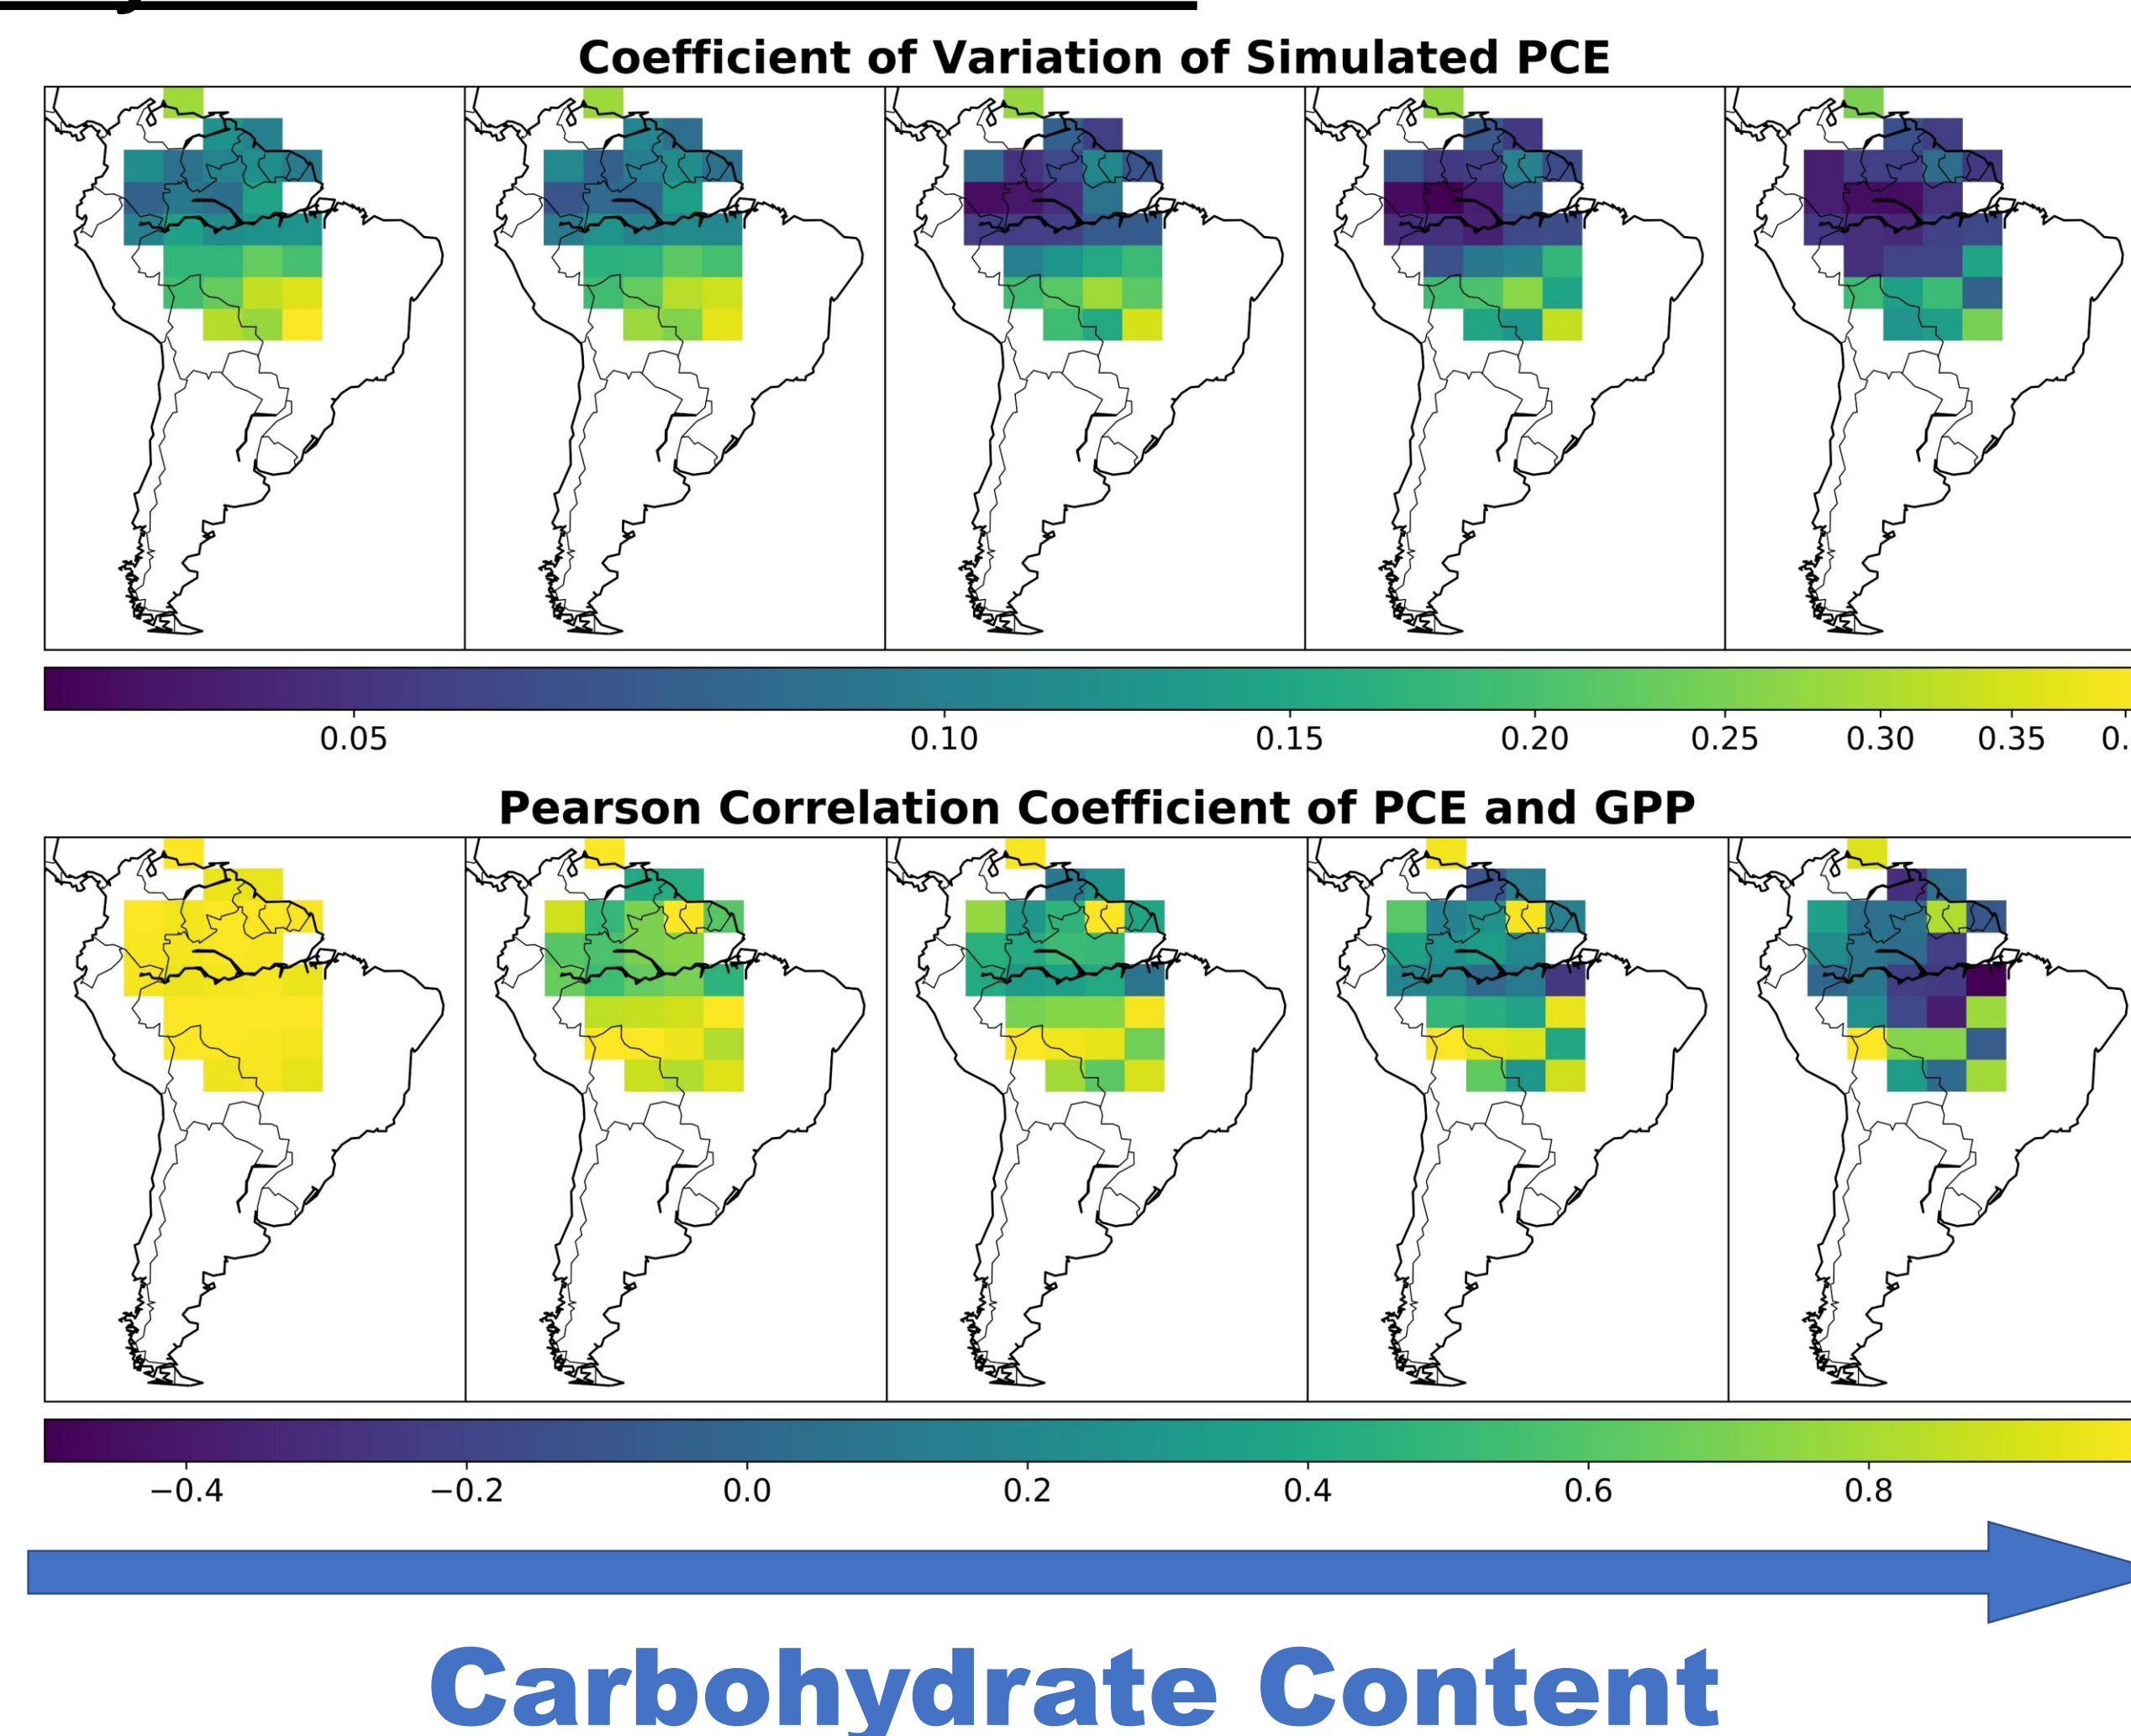 Coefficient of Variation of Simulated PCE
0.05 0.10 0.15 0.20 0.25 0.30 0.35
Pearson Correlation Coefficient of PCE and GPP
−0.4 −0.2 0.0 0.2 0.4 0.6 0.8
Carbohydrate Content